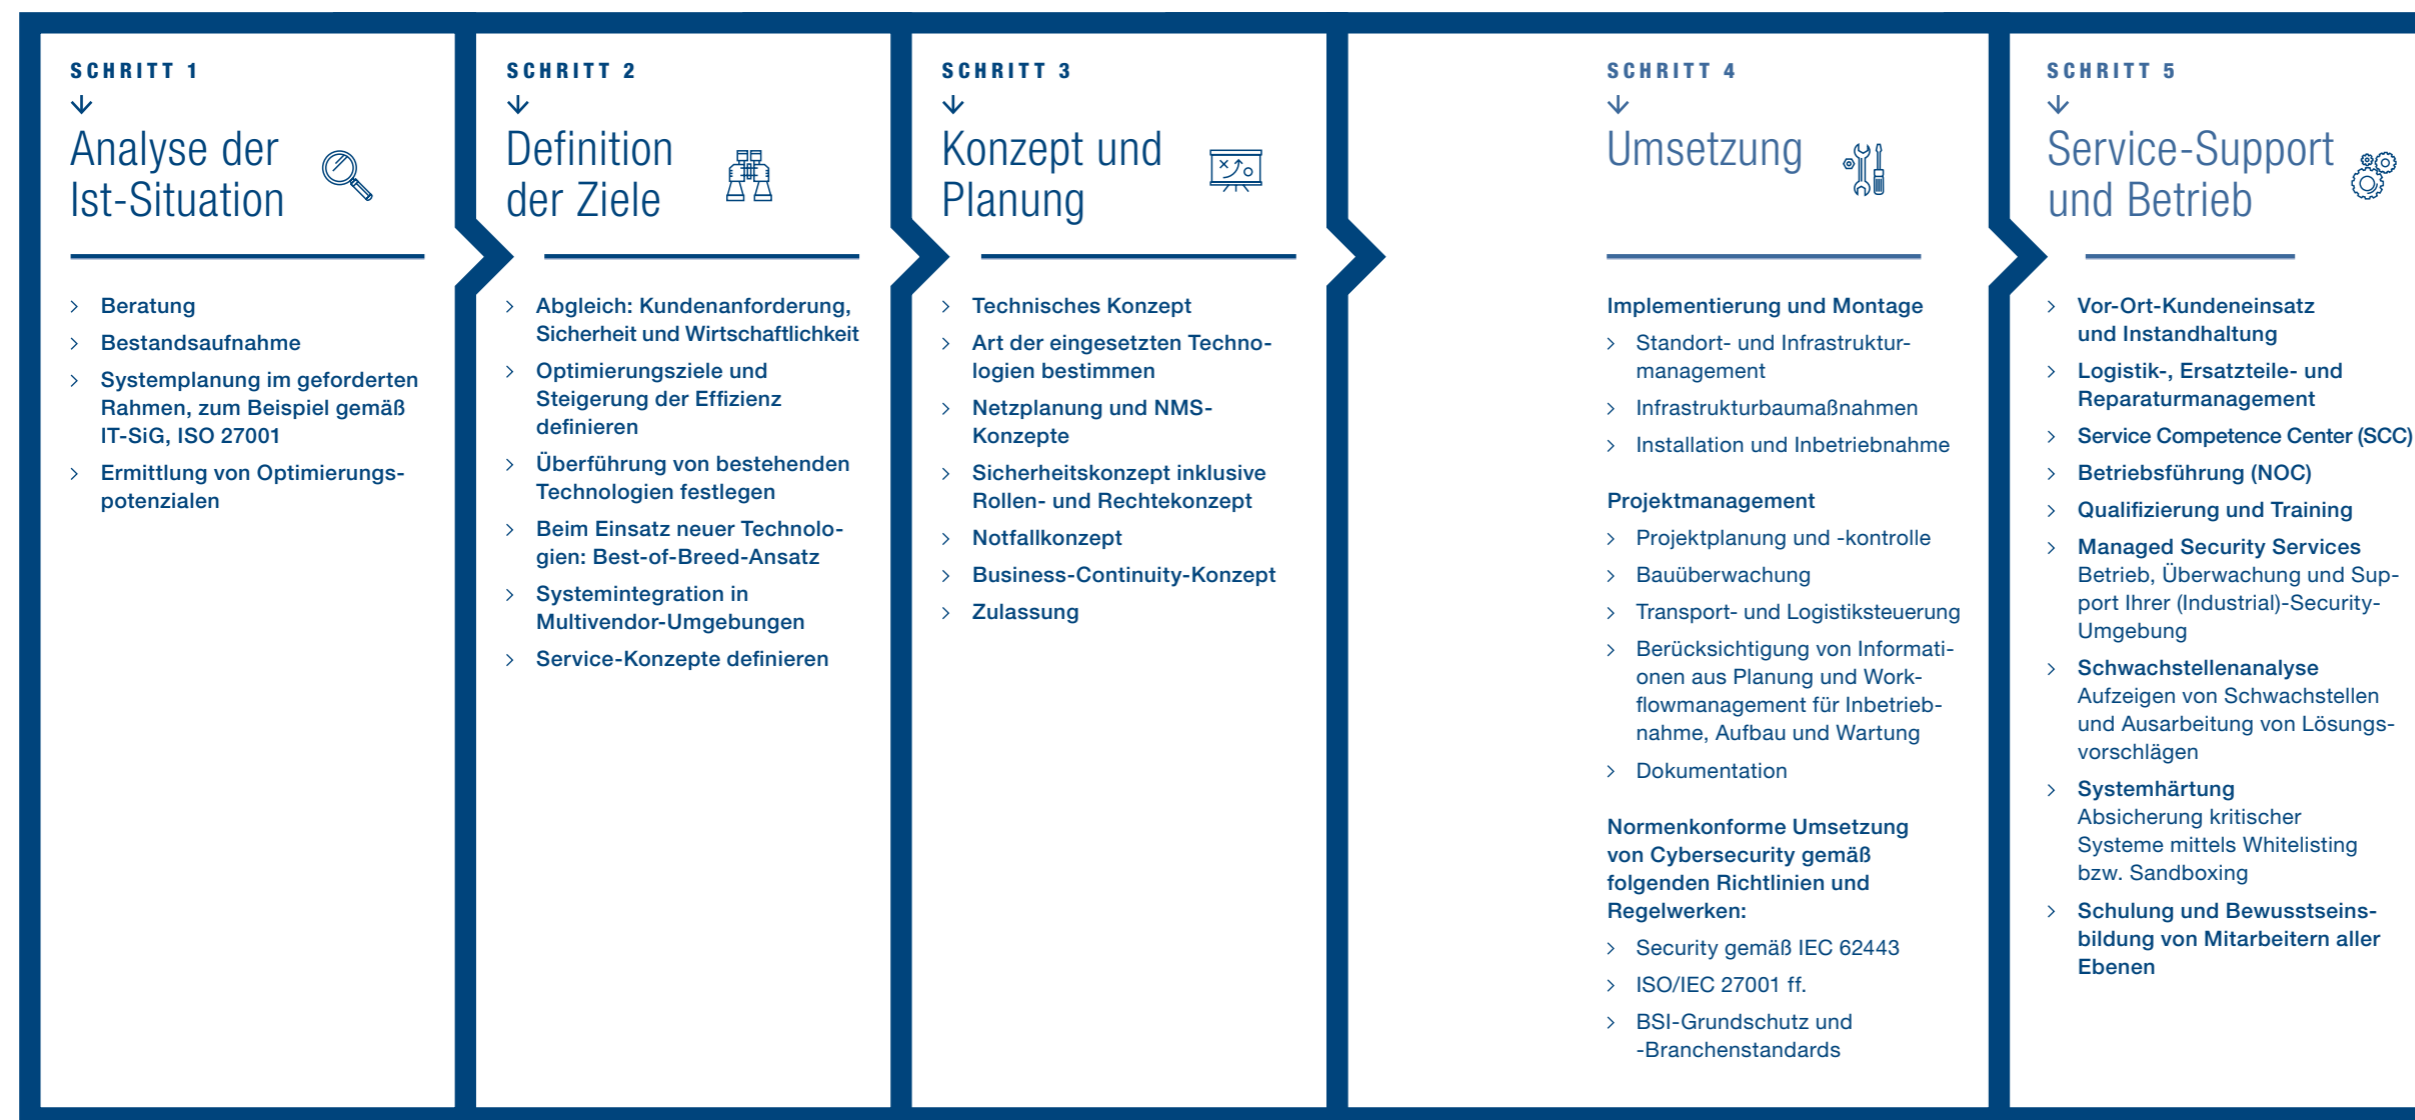 SCHRITT 1
Analyse der
Ist-Situation
> Beratung
> Bestandsaufnahme
> Systemplanung im geforderten
Rahmen, zum Beispiel gemäß
IT-SiG, ISO 27001
> Ermittlung von Optimierungs-
potenzialen
SCHRITT 2
Definition
der Ziele
> Abgleich: Kundenanforderung,
Sicherheit und Wirtschaftlichkeit
> Optimierungsziele und
Steigerung der Effizienz
definieren
> Überführung von bestehenden
Technologien festlegen
> Beim Einsatz neuer Technolo-
gien: Best-of-Breed-Ansatz
> Systemintegration in
Multivendor-Umgebungen
> Service-Konzepte definieren
SCHRITT 3
Konzept und
Planung
> Technisches Konzept
> Art der eingesetzten Techno-
logien bestimmen
> Netzplanung und NMS-
Konzepte
> Sicherheitskonzept inklusive
Rollen- und Rechtekonzept
> Notfallkonzept
> Business-Continuity-Konzept
> Zulassung
SCHRITT 4
Umsetzung
Implementierung und Montage
> Standort- und Infrastruktur-
management
> Infrastrukturbaumaßnahmen
> Installation und Inbetriebnahme
Projektmanagement
> Projektplanung und -kontrolle
> Bauüberwachung
> Transport- und Logistiksteuerung
> Berücksichtigung von Informati-
onen aus Planung und Work-
flowmanagement für Inbetrieb-
nahme, Aufbau und Wartung
> Dokumentation
Normenkonforme Umsetzung
von Cybersecurity gemäß
folgenden Richtlinien und
Regelwerken:
> Security gemäß IEC 62443
> ISO/IEC 27001 ff.
> BSI-Grundschutz und
-Branchenstandards
SCHRITT 5
Service-Support
und Betrieb
> Vor-Ort-Kundeneinsatz
und Instandhaltung
> Logistik-, Ersatzteile- und
Reparaturmanagement
> Service Competence Center (SCC)
> Betriebsführung (NOC)
> Qualifizierung und Training
> Managed Security Services
Betrieb, Überwachung und Sup-
port Ihrer (Industrial)-Security-
Umgebung
> Schwachstellenanalyse
Aufzeigen von Schwachstellen
und Ausarbeitung von Lösungs-
vorschlägen
> Systemhärtung
Absicherung kritischer
Systeme mittels Whitelisting
bzw. Sandboxing
> Schulung und Bewusstseins-
bildung von Mitarbeitern aller
Ebenen